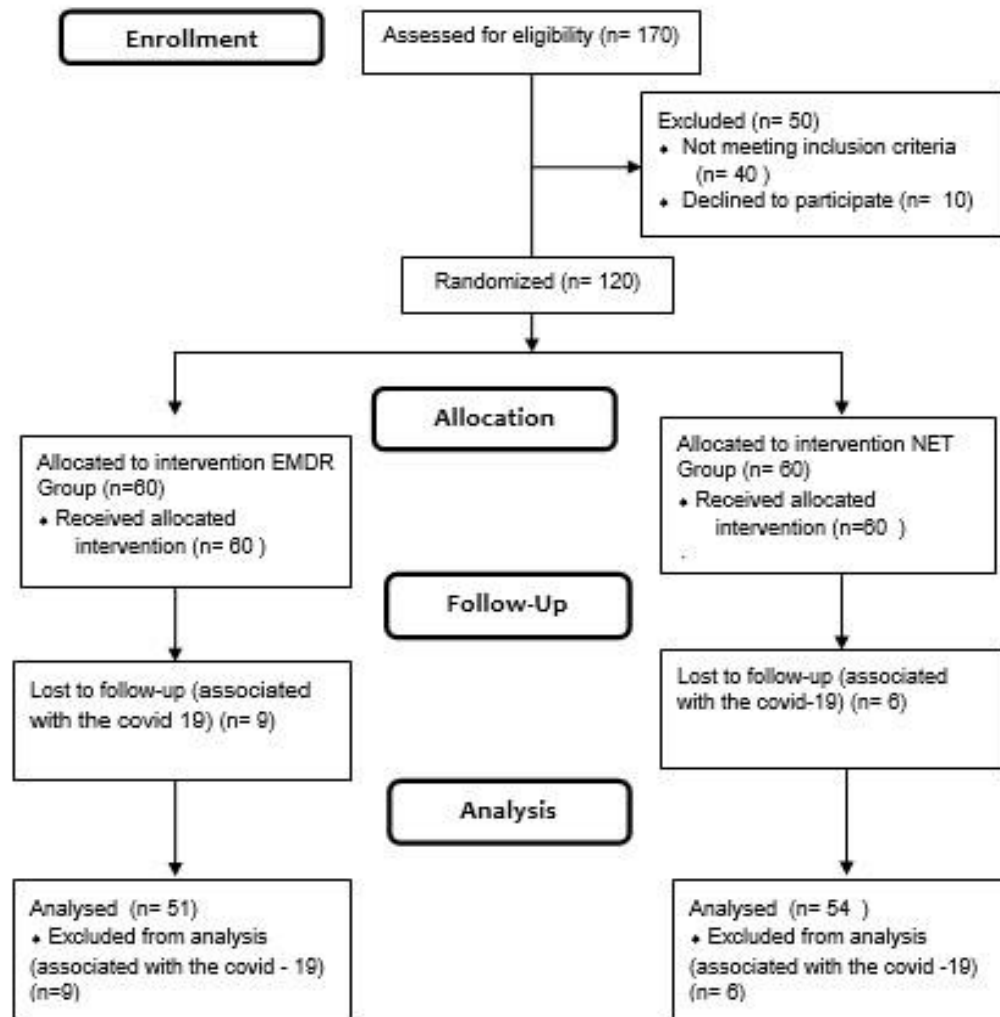 Enrollment
Assessed for eligibility (n= 170)
Excluded (n= 50)
♦ Not meeting inclusion criteria
(n= 40 )
♦ Declined to participate (n= 10)
Randomized (n= 120)
Allocation
Allocated to intervention EMDR
Group (n=60)
♦ Received allocated
intervention (n= 60 )
Allocated to intervention NET
Group (n= 60)
♦ Received allocated
intervention (n=60 )
.
Follow-Up
Lost to follow-up (associated
with the covid 19) (n= 9)
Lost to follow-up (associated
with the covid-19) (n= 6)
Analysis
Analysed (n= 51)
♦ Excluded from analysis
(associated with the covid - 19)
(n=9)
Analysed (n= 54 )
♦ Excluded from analysis
(associated with the covid -19)
(n= 6)